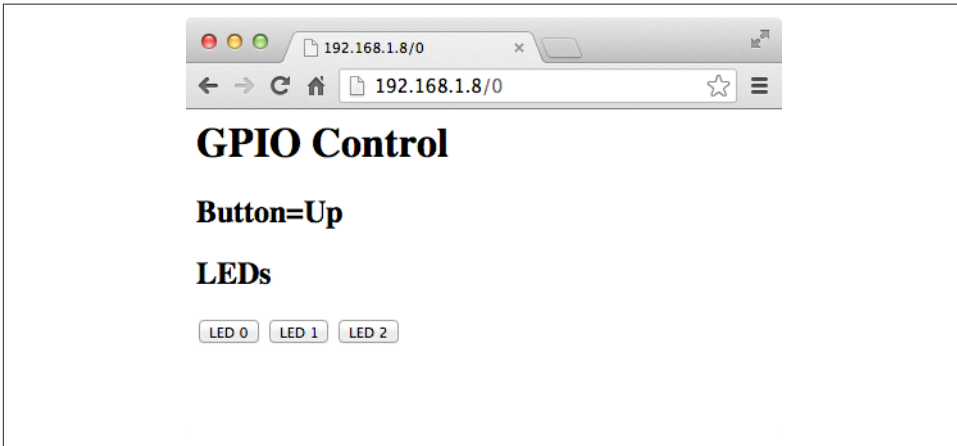 192.168.1.8/0
192.168.1.8/0
GPIO Control
Button=Up
LEDs
LED 0 LED 1 LED 2